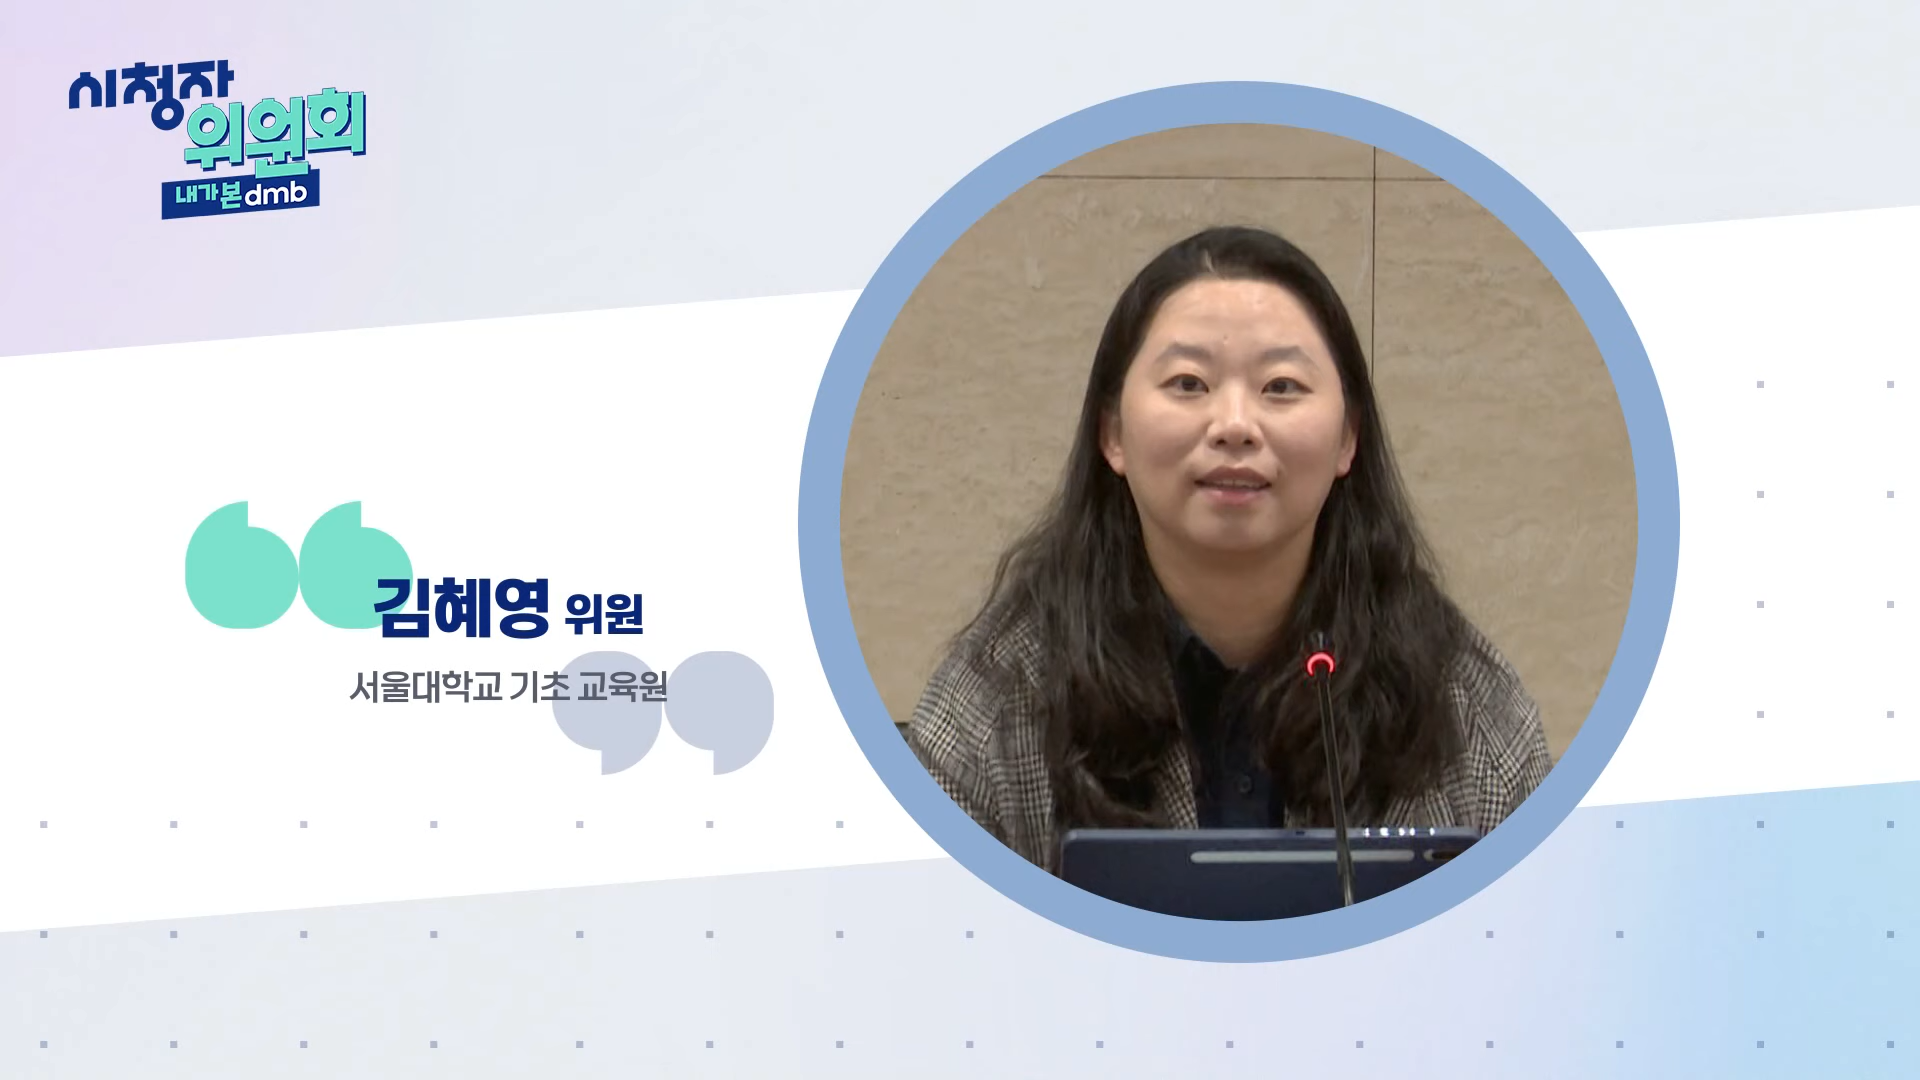 시청자
위원회
내가 본 dmb
김혜영 위원
서울대학교 기초 교육원